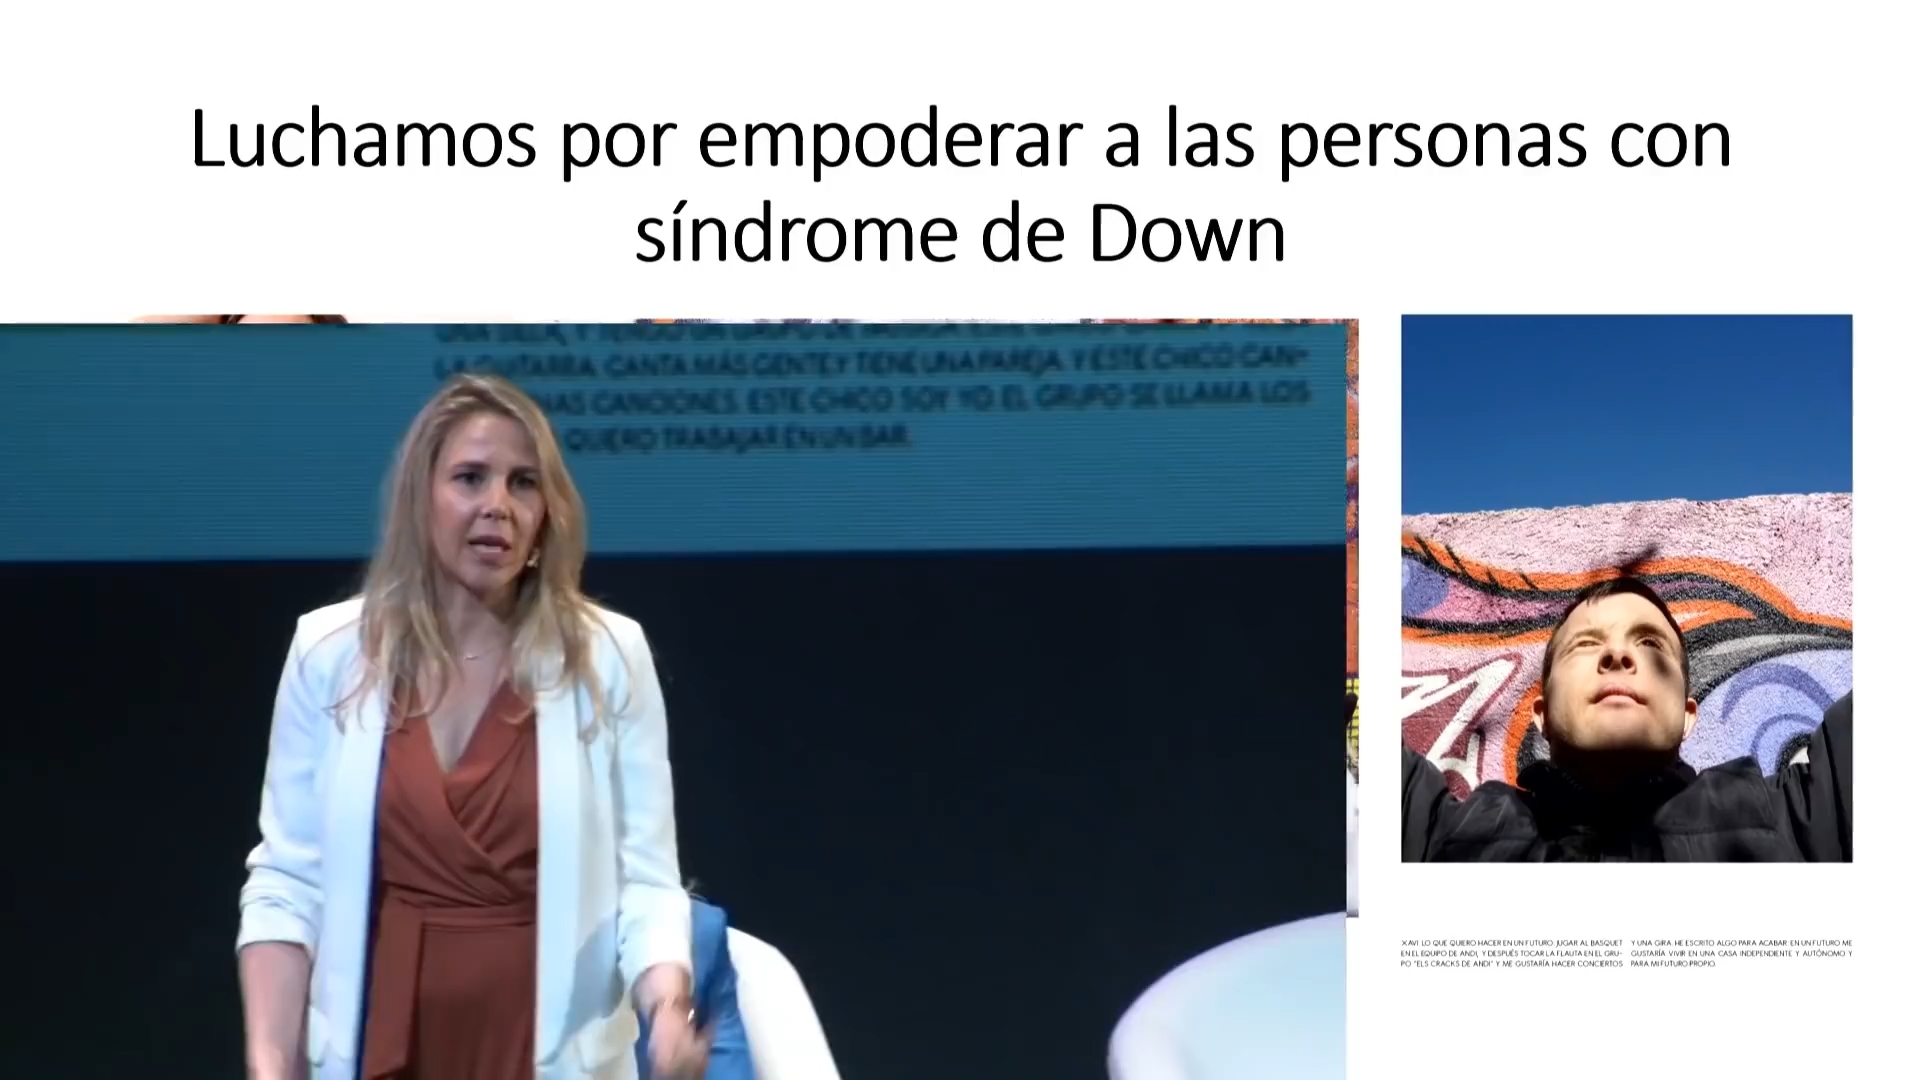 Luchamos por empoderar a las personas con
síndrome de Down
LA GUITARRA. CANTA MÁS GENTE Y TIENE UNA PAREJA. Y ESTE CHICO CAN-
NAS CANCIONES. ESTE CHICO SOY YO. EL GRUPO SE LLAMA LOS
QUIERO TRABAJAR EN UN BAR.
XAVI: LO QUE QUIERO HACER EN UN FUTURO: JUGAR AL BASQUET
EN EL EQUIPO DE ANDI, Y DESPUÉS TOCAR LA FLAUTA EN EL GRU-
PO "ELS CRACKS DE ANDI" Y ME GUSTARÍA HACER CONCIERTOS
Y UNA GIRA. HE ESCRITO ALGO PARA ACABAR: EN UN FUTURO ME
GUSTARÍA VIVIR EN UNA CASA INDEPENDIENTE Y AUTÓNOMO Y
PARA MI FUTURO PROPIO.